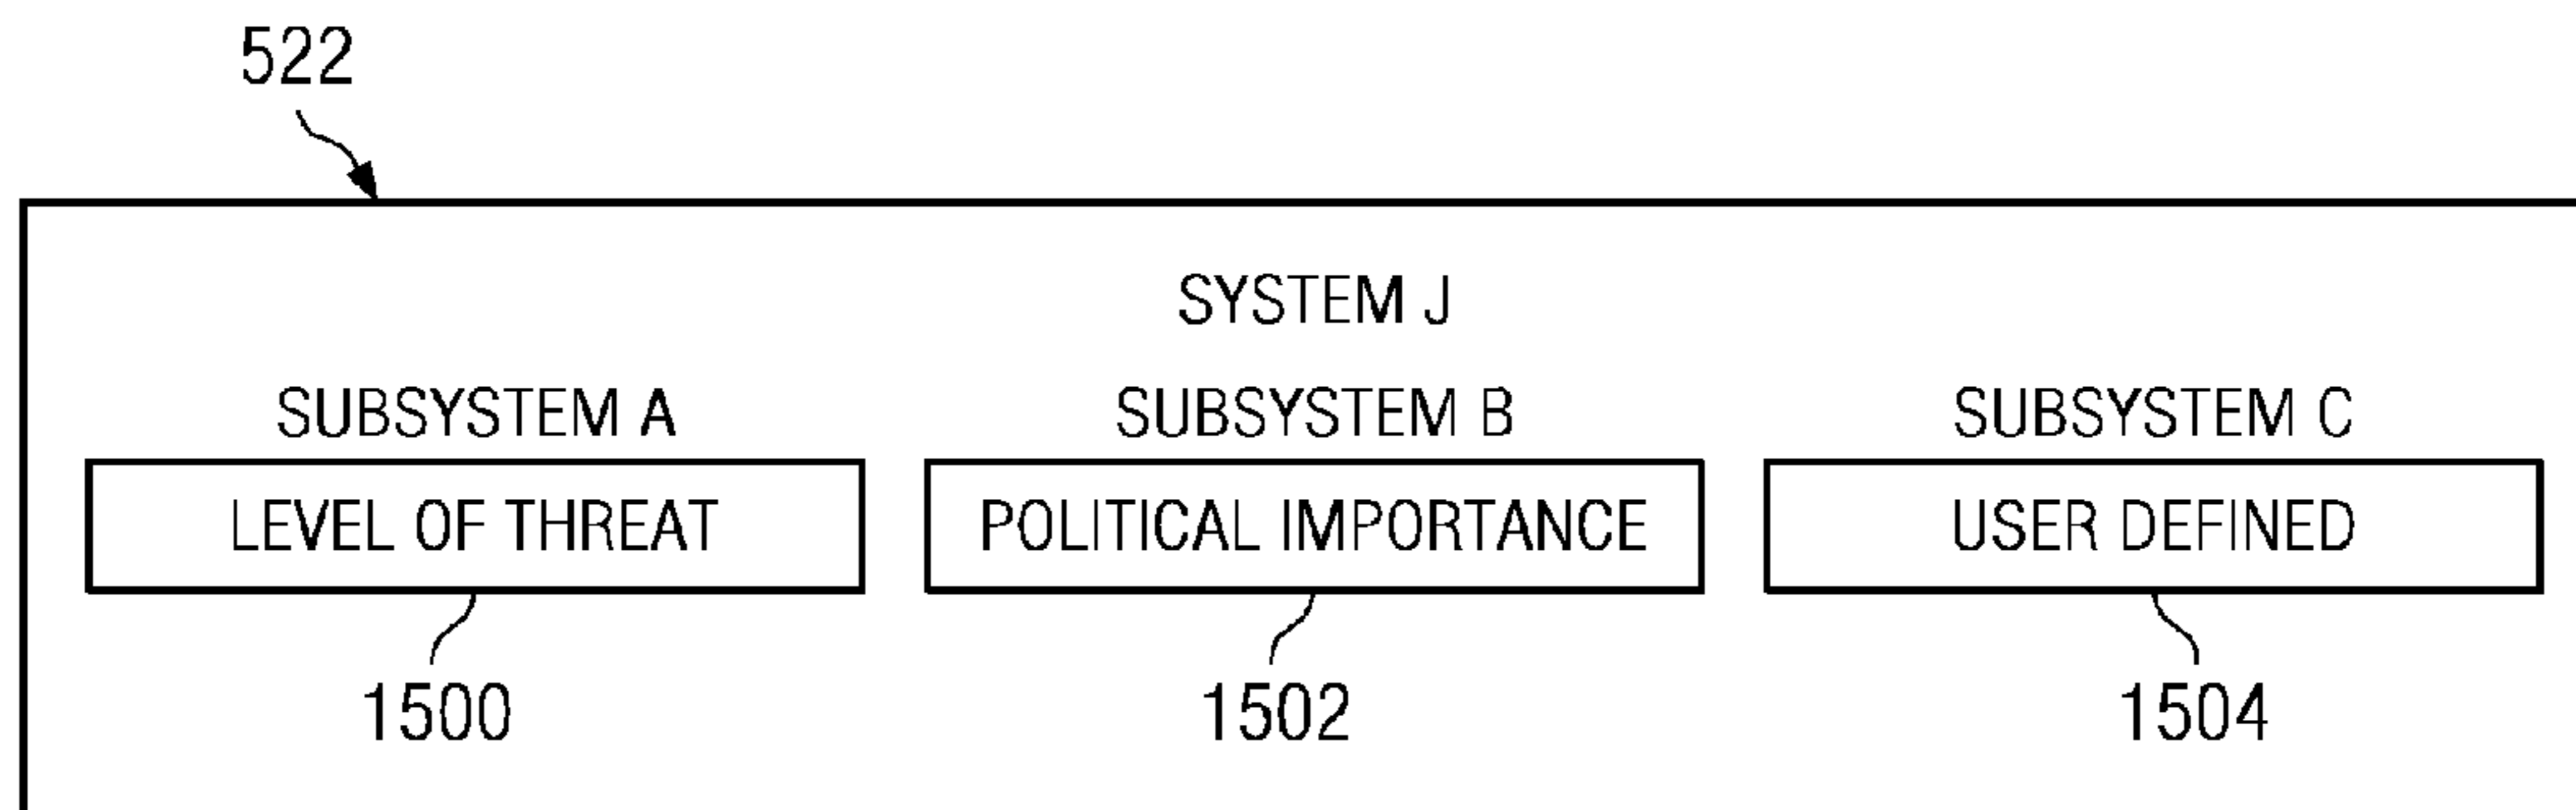 522
SYSTEM J
SUBSYSTEM A SUBSYSTEM B SUBSYSTEM C
LEVEL OF THREAT POLITICAL IMPORTANCE USER DEFINED
1500 1502 1504